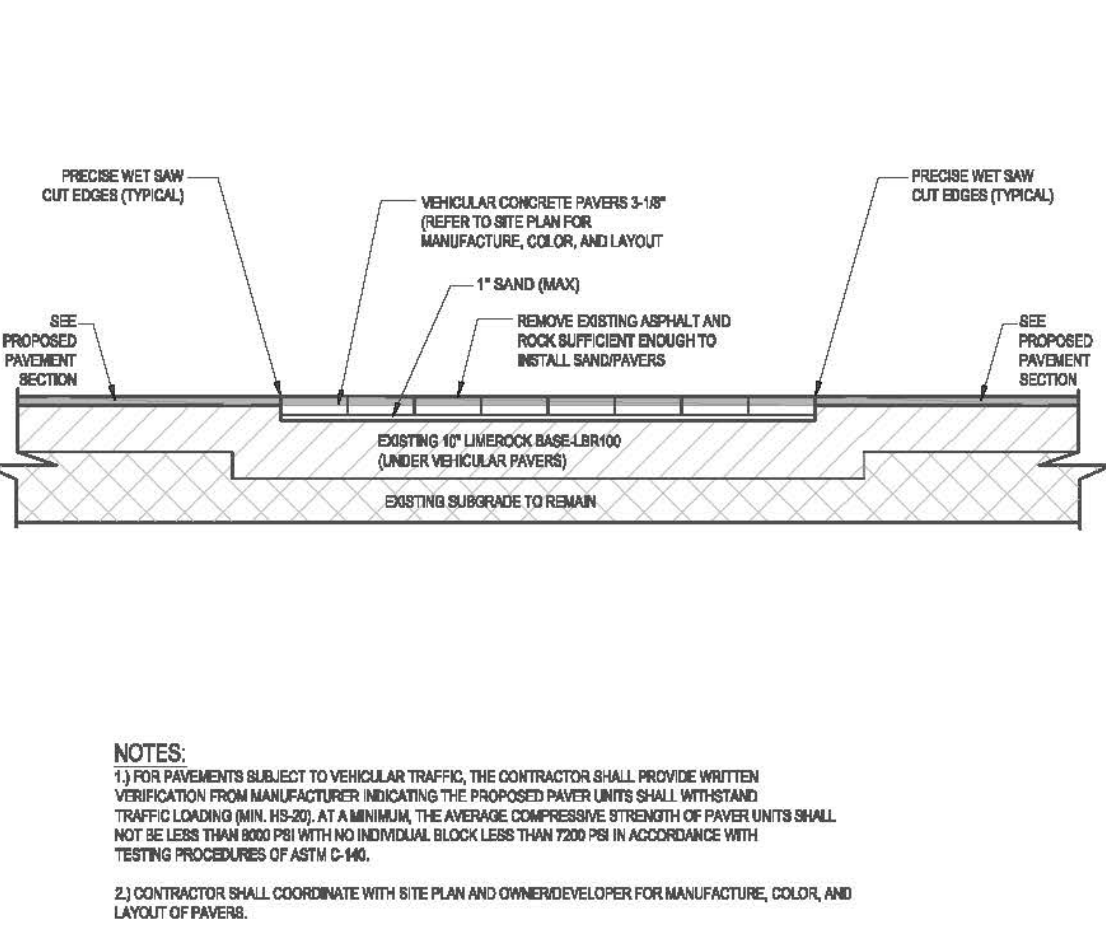 PRECISE WET SAW
CUT EDGES (TYPICAL)
VEHICULAR CONCRETE PAVERS 3-1/8"
(REFER TO SITE PLAN FOR
MANUFACTURE, COLOR, AND LAYOUT
PRECISE WET SAW
CUT EDGES (TYPICAL)
1" SAND (MAX)
SEE
PROPOSED
PAVEMENT
SECTION
REMOVE EXISTING ASPHALT AND
ROCK SUFFICIENT ENOUGH TO
INSTALL SAND/PAVERS
SEE
PROPOSED
PAVEMENT
SECTION
EXISTING 10" LIMEROCK BASE-LBR100
(UNDER VEHICULAR PAVERS)
EXISTING SUBGRADE TO REMAIN
NOTES:
1.) FOR PAVEMENTS SUBJECT TO VEHICULAR TRAFFIC, THE CONTRACTOR SHALL PROVIDE WRITTEN
VERIFICATION FROM MANUFACTURER INDICATING THE PROPOSED PAVER UNITS SHALL WITHSTAND
TRAFFIC LOADING (MIN. HS-20). AT A MINIMUM, THE AVERAGE COMPRESSIVE STRENGTH OF PAVER UNITS SHALL
NOT BE LESS THAN 8000 PSI WITH NO INDIVIDUAL BLOCK LESS THAN 7200 PSI IN ACCORDANCE WITH
TESTING PROCEDURES OF ASTM C-140.
2.) CONTRACTOR SHALL COORDINATE WITH SITE PLAN AND OWNER/DEVELOPER FOR MANUFACTURE, COLOR, AND
LAYOUT OF PAVERS.